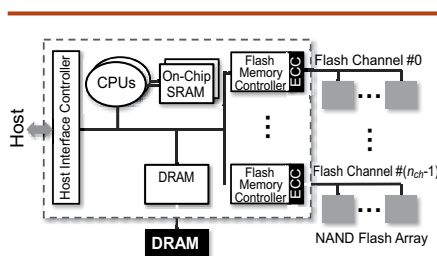 Host
Host Interface Controller
CPUs
On-Chip
SRAM
DRAM
Flash
Memory
Controller
ECC
Flash
Memory
Controller
ECC
Flash Channel #0
Flash Channel #(nch-1)
NAND Flash Array
DRAM